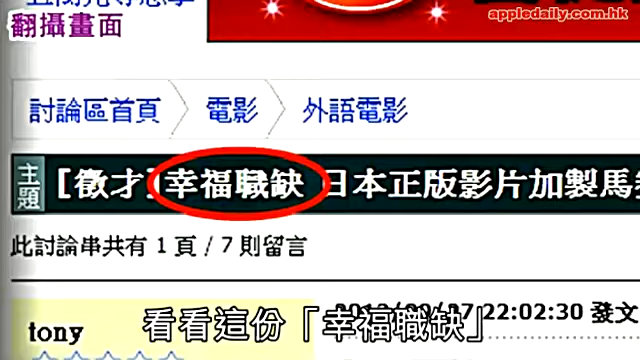 appledaily.com.hk
翻攝畫面
討論區首頁 電影 外語電影
主題 [徵才] 幸福職缺 日本正版影片加製馬
此討論串共有 1 頁 / 7 則留言
22:02:30 發文
tony
看看這份「幸福職缺」